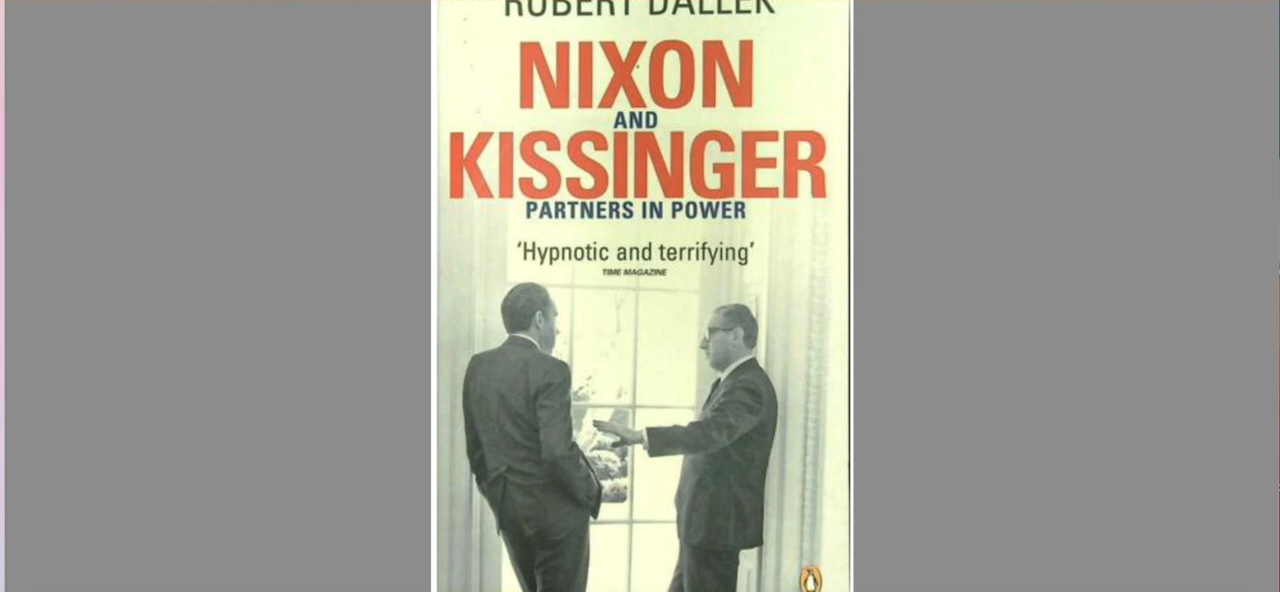 ROBERT DALLEK
NIXON
AND
KISSINGER
PARTNERS IN POWER
‘Hypnotic and terrifying’
TIME MAGAZINE